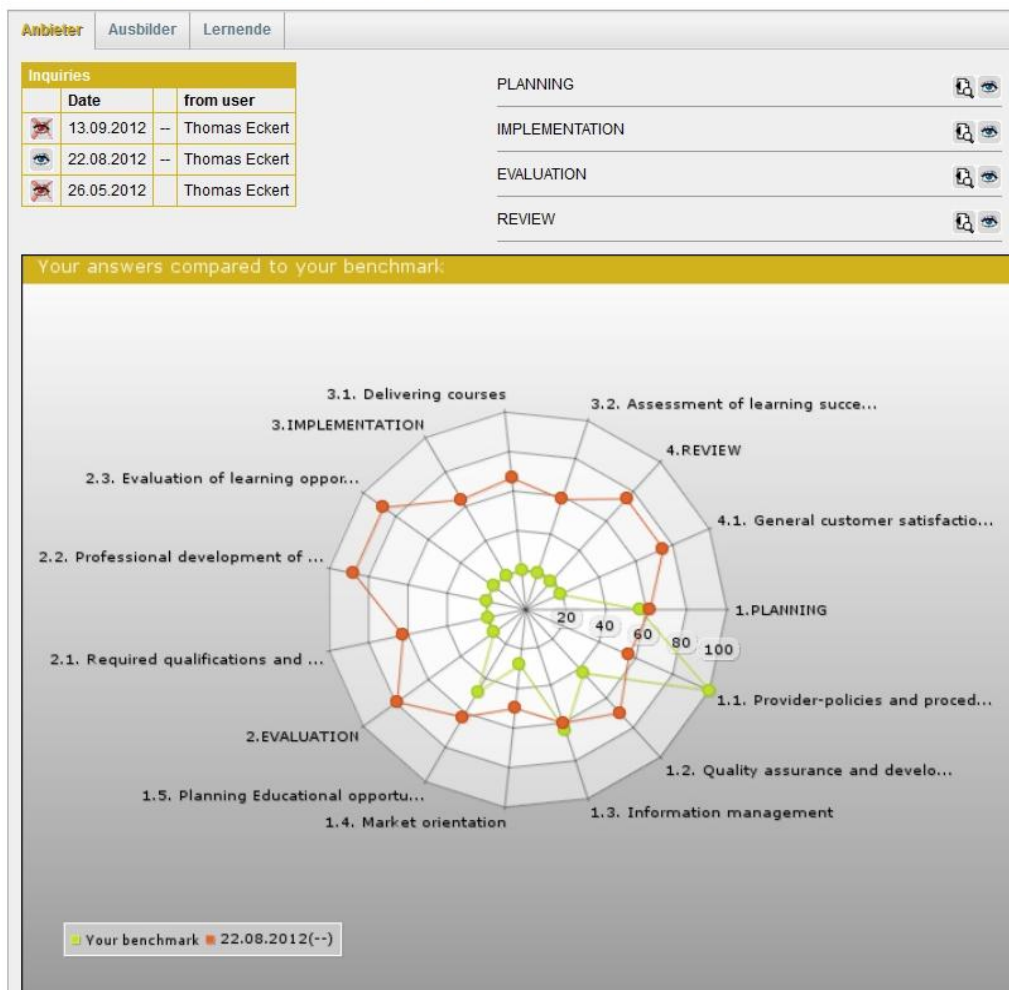 Anbieter Ausbilder Lernende
Inquiries
Date from user
13.09.2012 -- Thomas Eckert
22.08.2012 -- Thomas Eckert
26.05.2012 Thomas Eckert
PLANNING
IMPLEMENTATION
EVALUATION
REVIEW
Your answers compared to your benchmark
3.1. Delivering courses
3.2. Assessment of learning succe...
3.IMPLEMENTATION
4.REVIEW
2.3. Evaluation of learning oppor...
4.1. General customer satisfactio...
2.2. Professional development of ...
1.PLANNING
20 40 60 80 100
2.1. Required qualifications and ...
1.1. Provider-policies and proced...
2.EVALUATION
1.2. Quality assurance and develo...
1.5. Planning Educational opportu...
1.3. Information management
1.4. Market orientation
Your benchmark 22.08.2012(--)